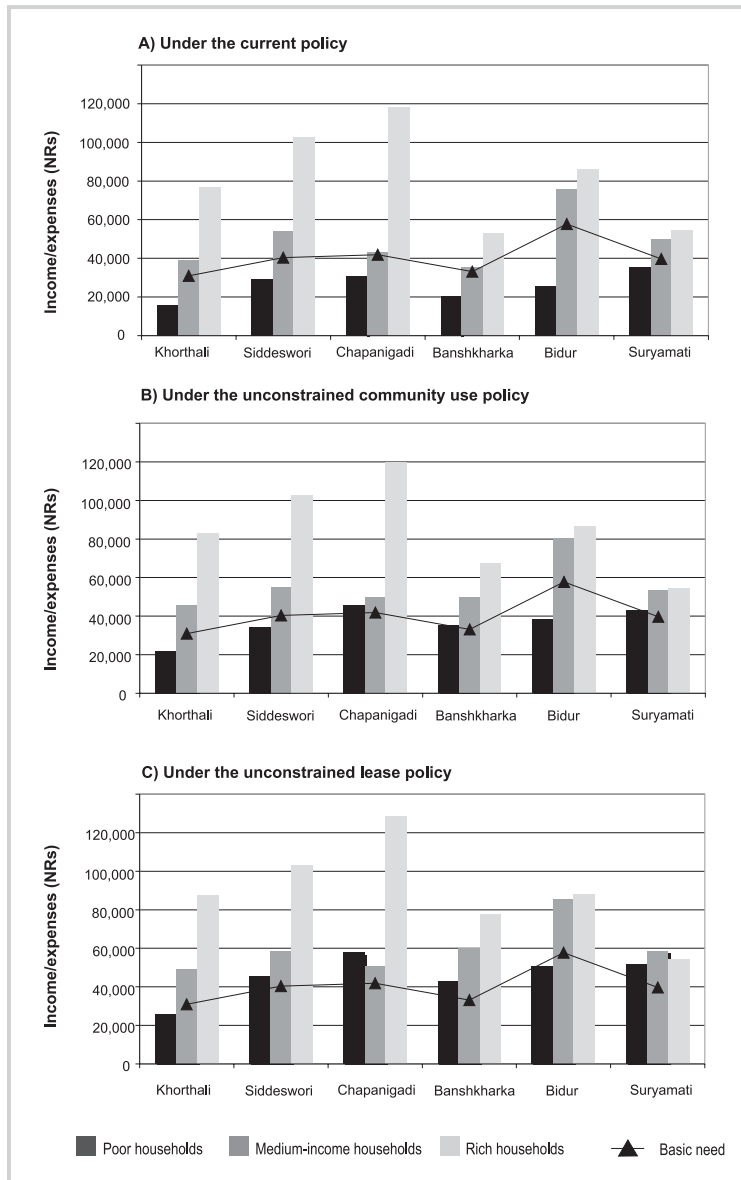 A) Under the current policy
Income/expenses (NRs)
120,000
100,000
80,000
60,000
40,000
20,000
0
Khorthali Siddeswori Chapanigadi Banshkharka Bidur Suryamati
B) Under the unconstrained community use policy
Income/expenses (NRs)
120,000
100,000
80,000
60,000
40,000
20,000
0
Khorthali Siddeswori Chapanigadi Banshkharka Bidur Suryamati
C) Under the unconstrained lease policy
Income/expenses (NRs)
120,000
100,000
80,000
60,000
40,000
20,000
0
Khorthali Siddeswori Chapanigadi Banshkharka Bidur Suryamati
Poor households Medium-income households Rich households Basic need